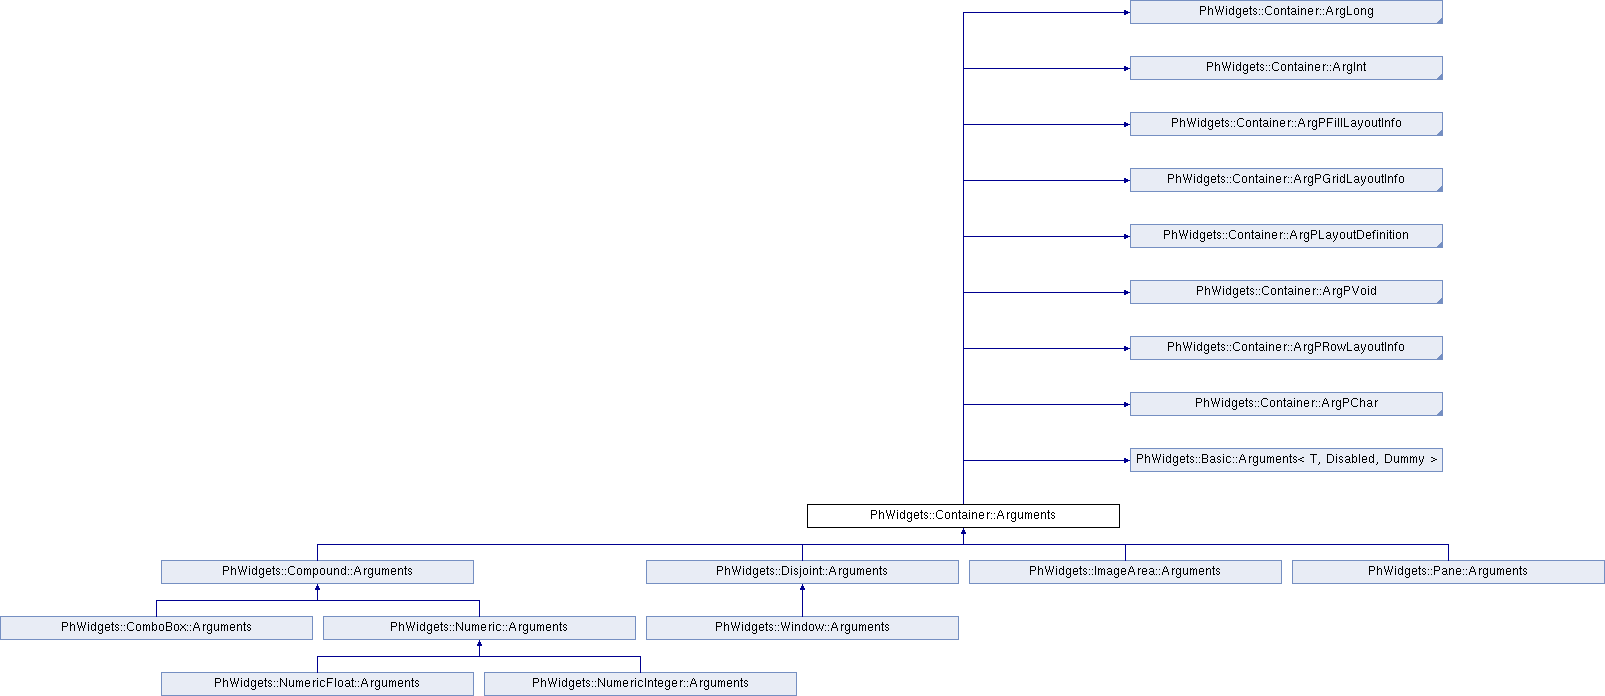 PhWidgets::Container::ArgLong
PhWidgets::Container::ArgInt
PhWidgets::Container::ArgPFillLayoutInfo
PhWidgets::Container::ArgPGridLayoutInfo
PhWidgets::Container::ArgPLayoutDefinition
PhWidgets::Container::ArgPVoid
PhWidgets::Container::ArgPRowLayoutInfo
PhWidgets::Container::ArgPChar
PhWidgets::Basic::Arguments< T, Disabled, Dummy >
PhWidgets::Container::Arguments
PhWidgets::Compound::Arguments
PhWidgets::Disjoint::Arguments
PhWidgets::ImageArea::Arguments
PhWidgets::Pane::Arguments
PhWidgets::ComboBox::Arguments
PhWidgets::Numeric::Arguments
PhWidgets::Window::Arguments
PhWidgets::NumericFloat::Arguments
PhWidgets::NumericInteger::Arguments